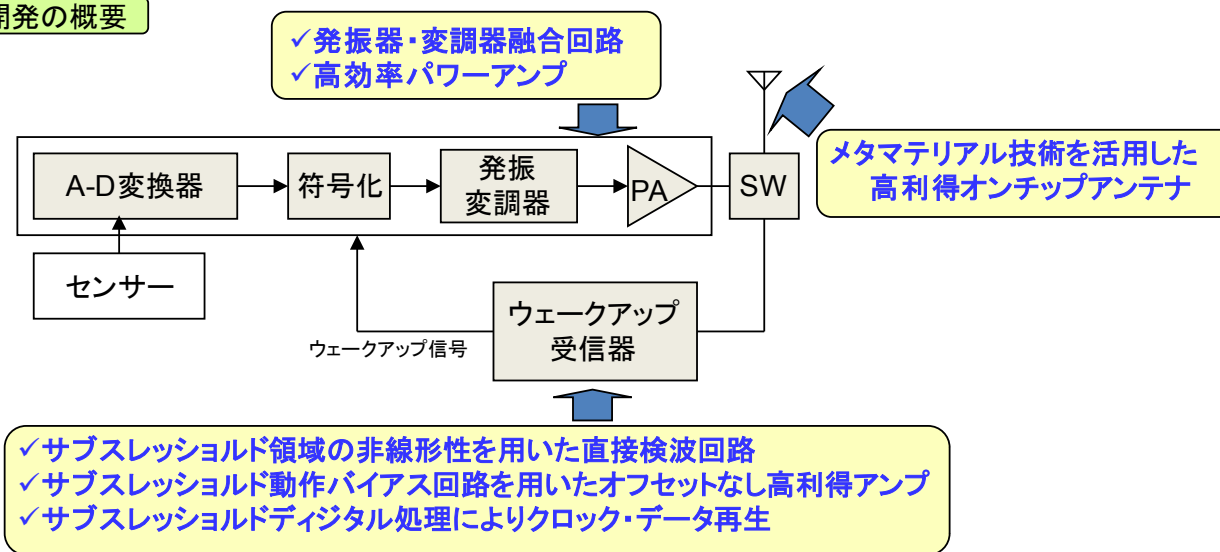 開発の概要
✓発振器・変調器融合回路
✓高効率パワーアンプ
メタマテリアル技術を活用した
高利得オンチップアンテナ
A-D変換器
符号化
発振
変調器
PA
SW
センサー
ウェークアップ
受信器
ウェークアップ信号
✓サブスレッショルド領域の非線形性を用いた直接検波回路
✓サブスレッショルド動作バイアス回路を用いたオフセットなし高利得アンプ
✓サブスレッショルドディジタル処理によりクロック・データ再生